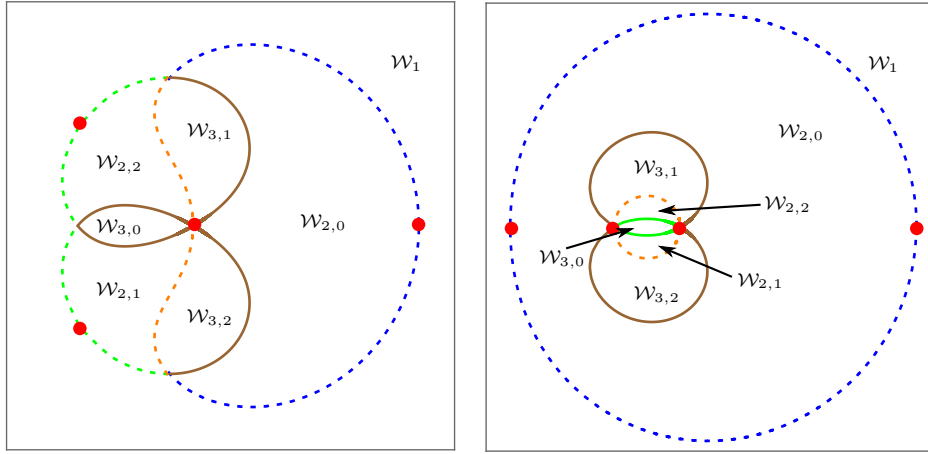 𝒲₁
𝒲₃,₁
𝒲₂,₂
𝒲₃,₀
𝒲₂,₀
𝒲₂,₁
𝒲₃,₂
𝒲₁
𝒲₂,₀
𝒲₃,₁
𝒲₂,₂
𝒲₃,₀
𝒲₂,₁
𝒲₃,₂